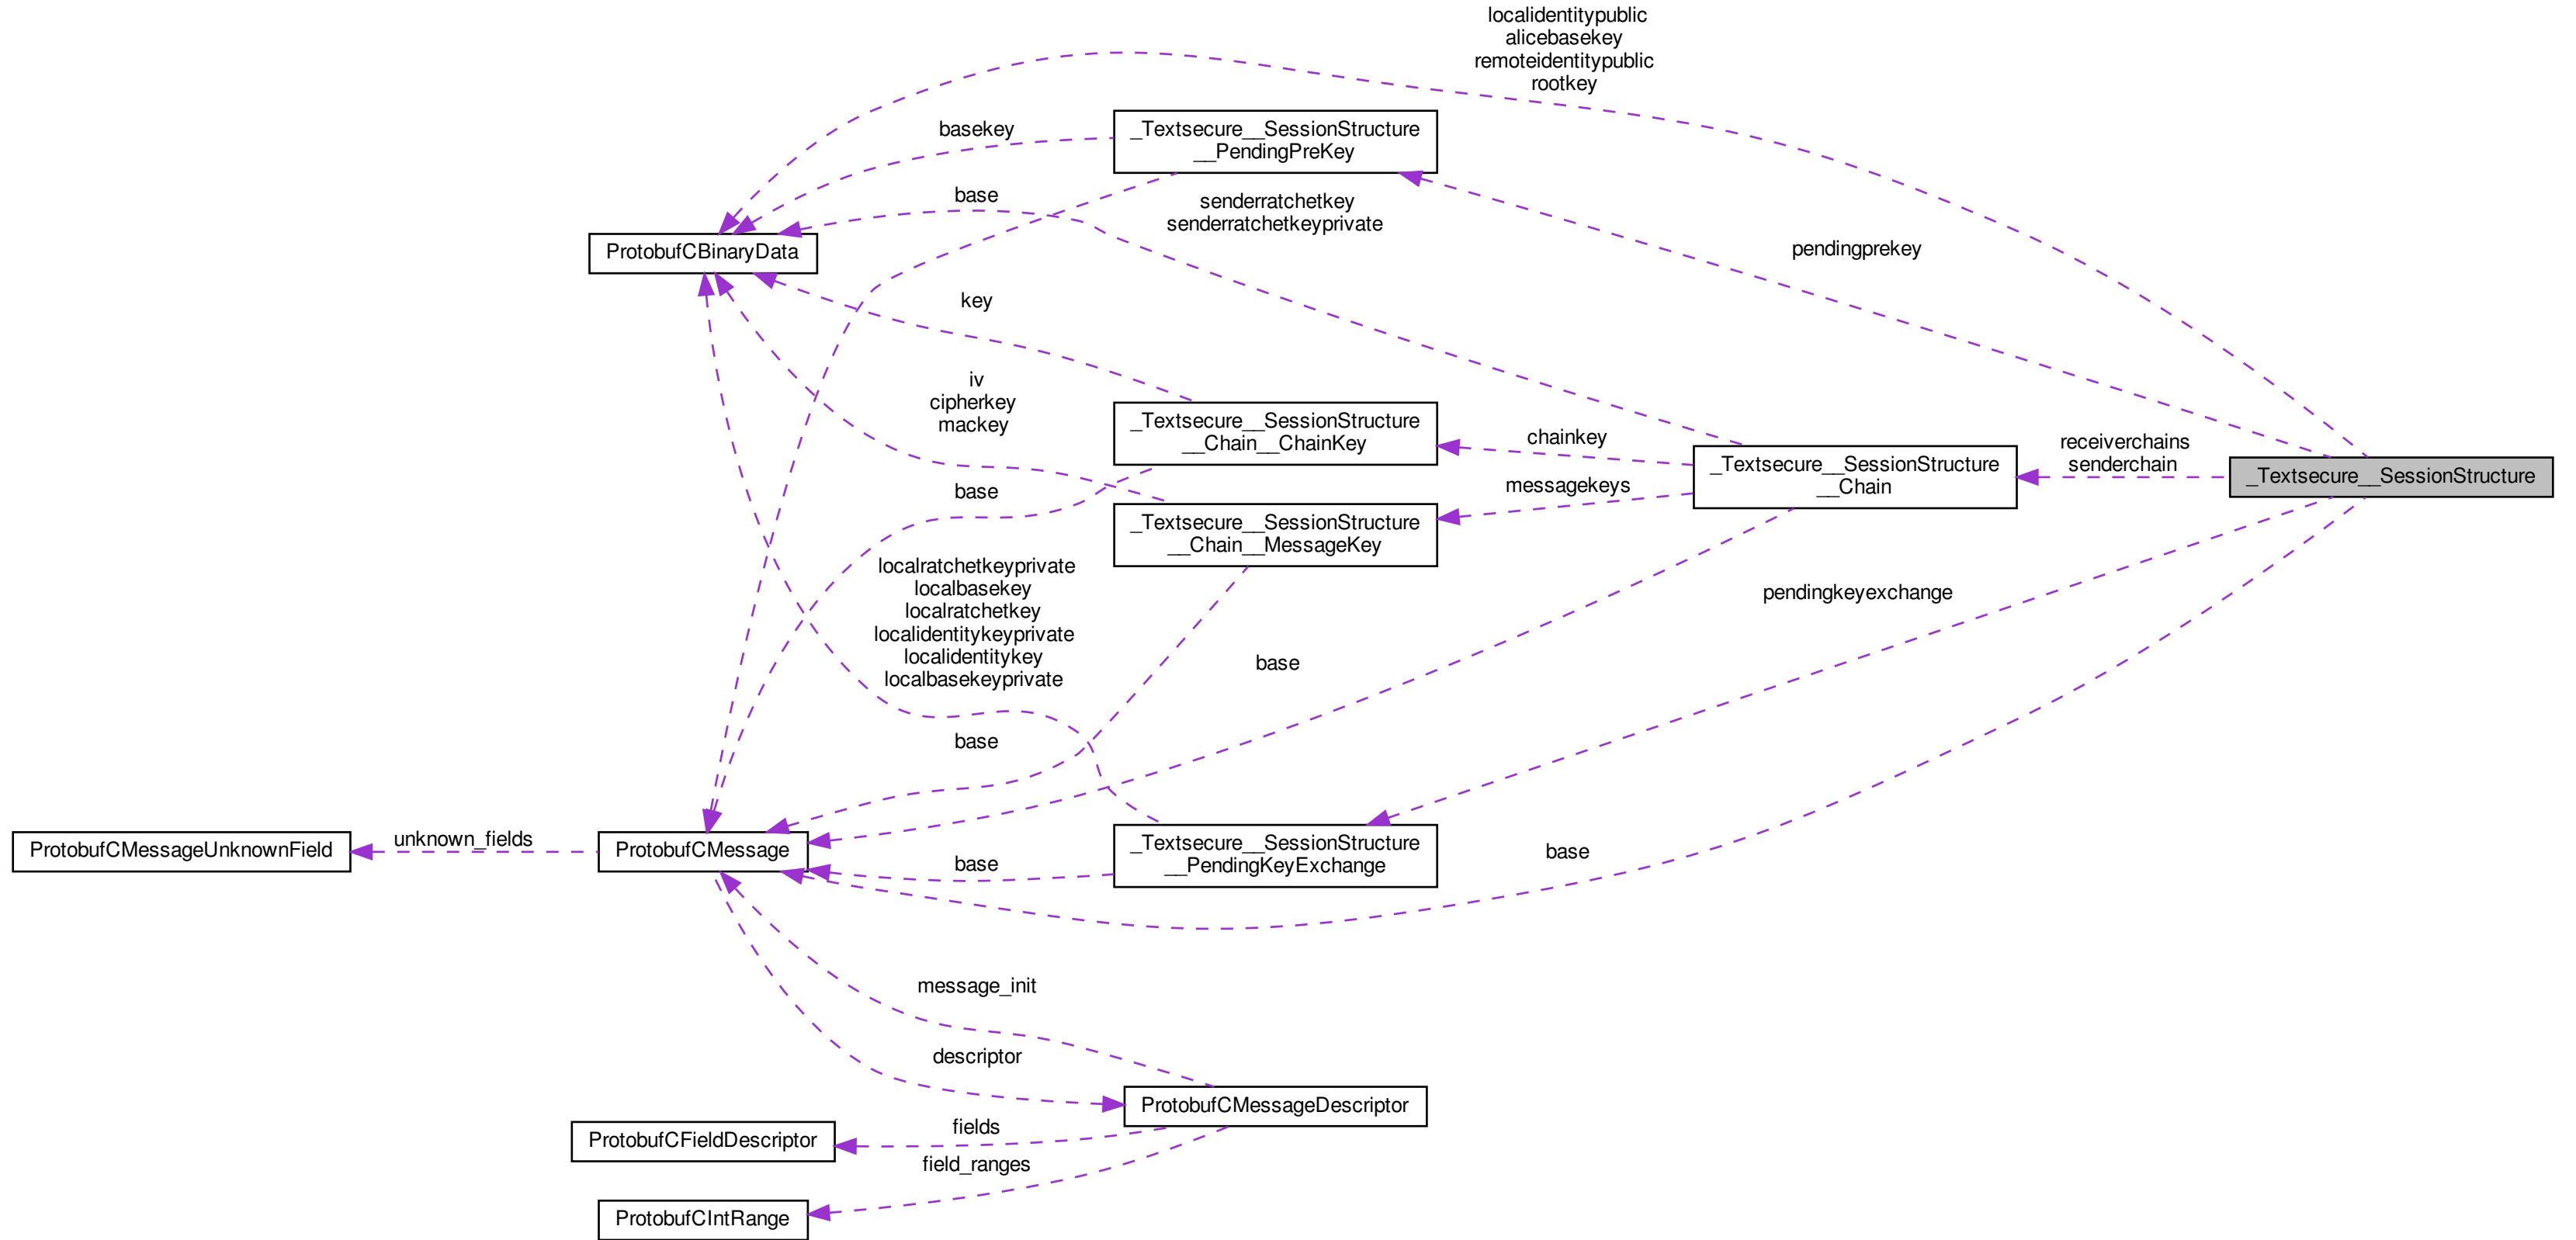 localidentitypublic
alicebasekey
remoteidentitypublic
rootkey
basekey
_Textsecure__SessionStructure
__PendingPreKey
base
senderratchetkey
senderratchetkeyprivate
ProtobufCBinaryData
pendingprekey
key
iv
cipherkey
mackey
_Textsecure__SessionStructure
__Chain__ChainKey
chainkey
_Textsecure__SessionStructure
__Chain
receiverchains
senderchain
_Textsecure__SessionStructure
base
messagekeys
_Textsecure__SessionStructure
__Chain__MessageKey
localratchetkeyprivate
localbasekey
localratchetkey
localidentitykeyprivate
localidentitykey
localbasekeyprivate
pendingkeyexchange
base
base
ProtobufCMessageUnknownField
unknown_fields
ProtobufCMessage
base
_Textsecure__SessionStructure
__PendingKeyExchange
base
message_init
descriptor
ProtobufCMessageDescriptor
ProtobufCFieldDescriptor
fields
field_ranges
ProtobufCIntRange